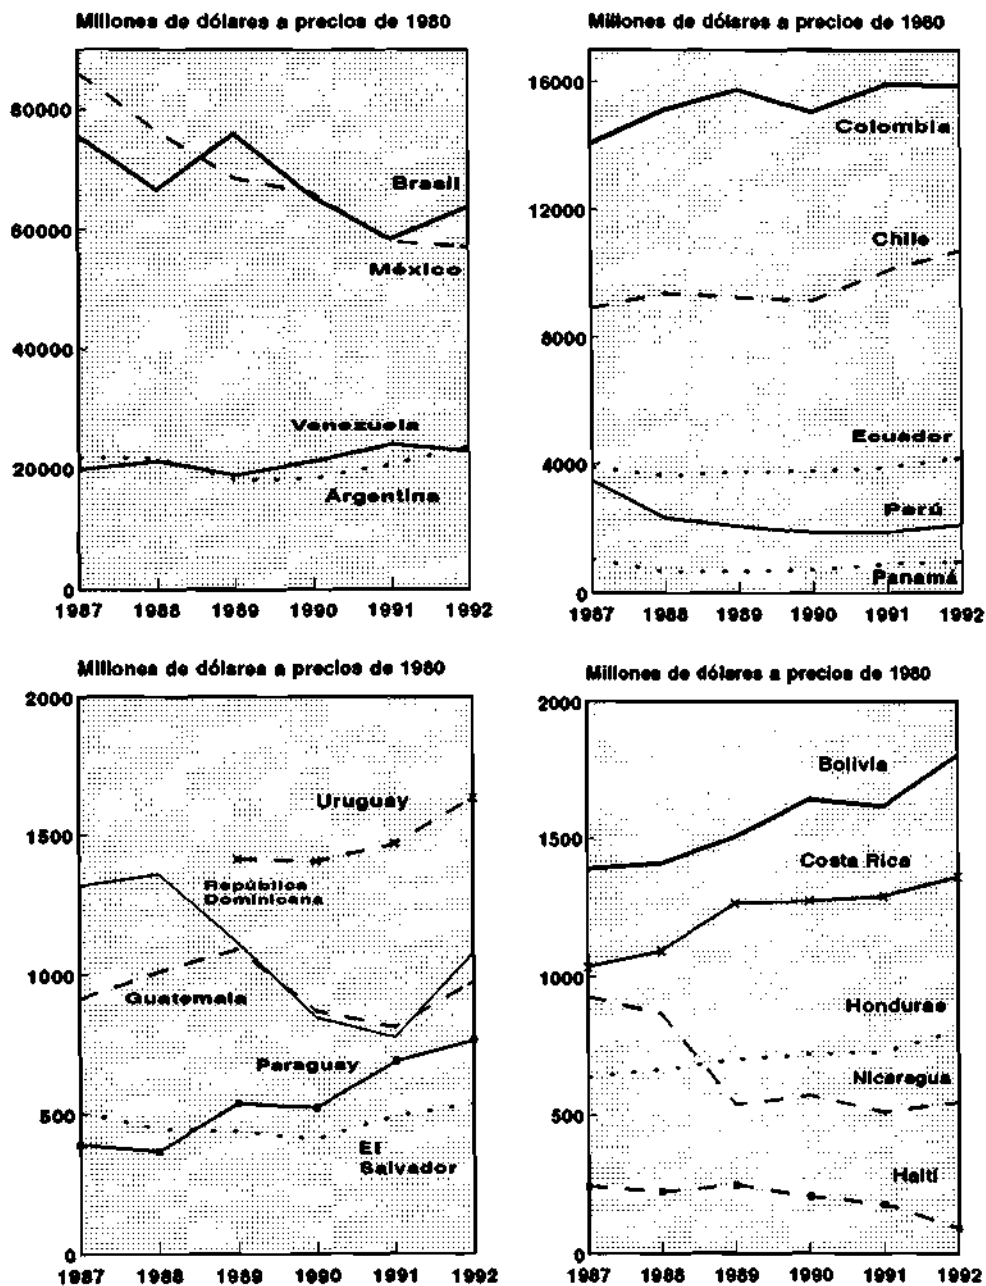 Millones de dólares a precios de 1980
80000
60000
40000
20000
0
Brasil
México
Venezuela
Argentina
1987 1988 1989 1990 1991 1992
Millones de dólares a precios de 1980
16000
12000
8000
4000
0
Colombia
Chile
Ecuador
Perú
Panamá
1987 1988 1989 1990 1991 1992
Millones de dólares a precios de 1980
2000
1500
1000
500
0
Uruguay
República
Dominicana
Guatemala
Paraguay
El
Salvador
1987 1988 1989 1990 1991 1992
Millones de dólares a precios de 1980
2000
1500
1000
500
0
Bolivia
Costa Rica
Honduras
Nicaragua
Haití
1987 1988 1989 1990 1991 1992